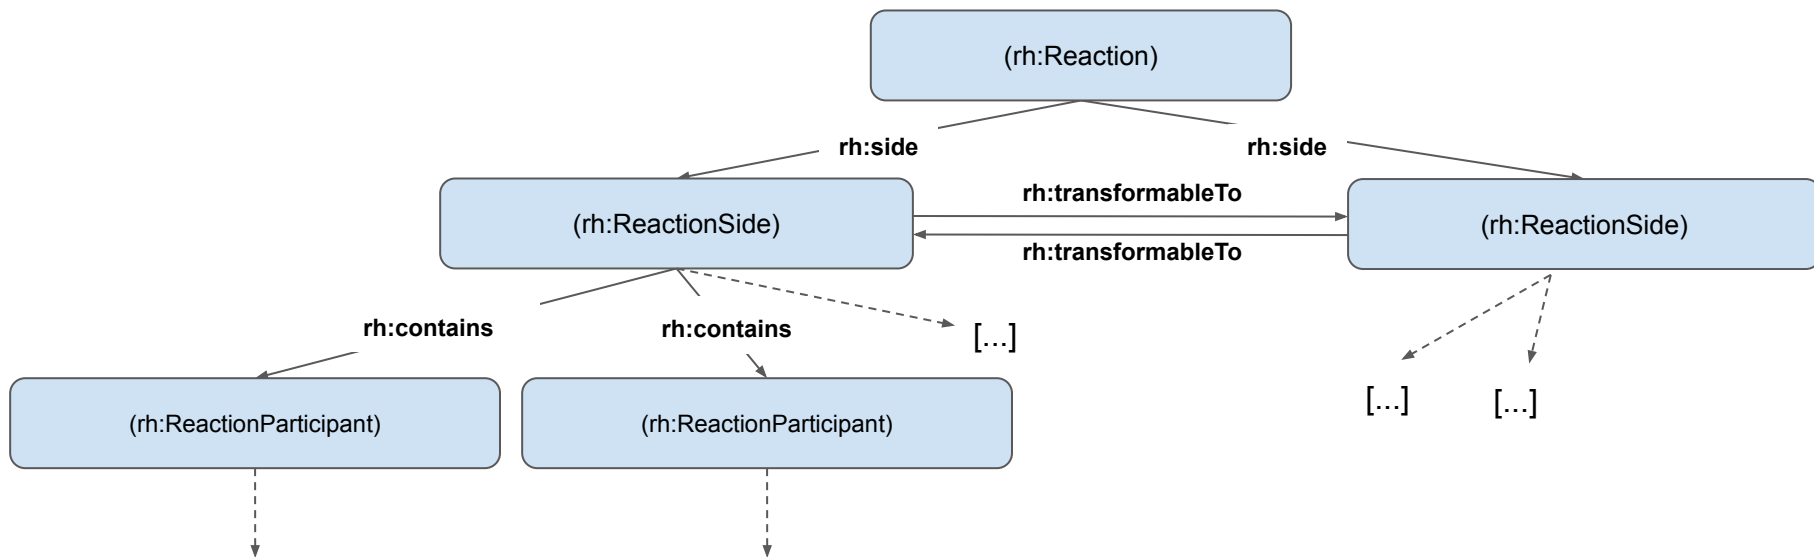 (rh:Reaction)
rh:side
rh:side
(rh:ReactionSide)
rh:transformableTo
rh:transformableTo
(rh:ReactionSide)
rh:contains
rh:contains
[...]
(rh:ReactionParticipant)
(rh:ReactionParticipant)
[...]
[...]